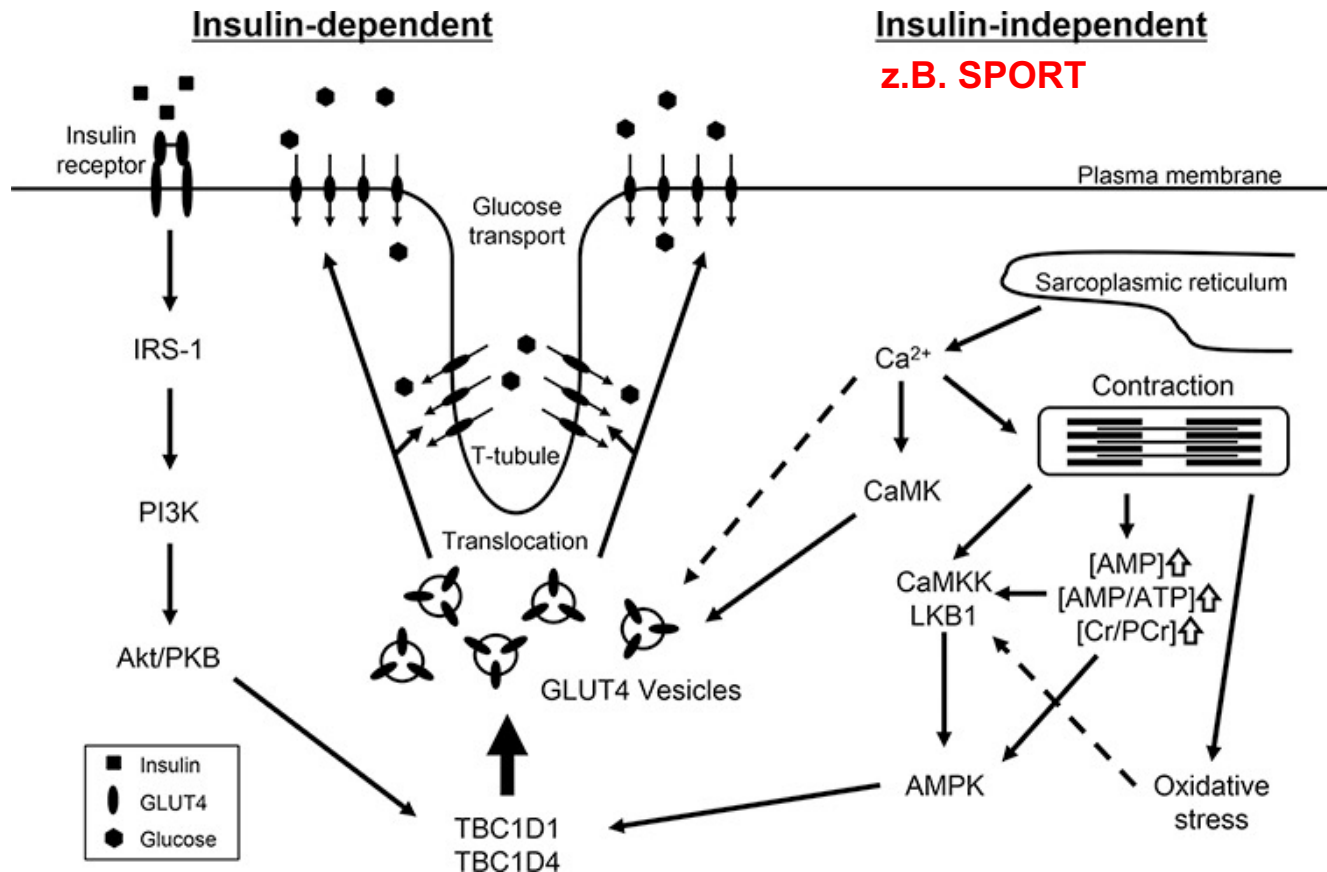 Insulin-dependent
Insulin-independent
z.B. SPORT
Insulin
receptor
Plasma membrane
Glucose
transport
Sarcoplasmic reticulum
IRS-1
Ca²⁺
Contraction
T-tubule
PI3K
CaMK
Translocation
[AMP]⇧
[AMP/ATP]⇧
[Cr/PCr]⇧
CaMKK
LKB1
Akt/PKB
GLUT4 Vesicles
Insulin
GLUT4
Glucose
AMPK
Oxidative
stress
TBC1D1
TBC1D4